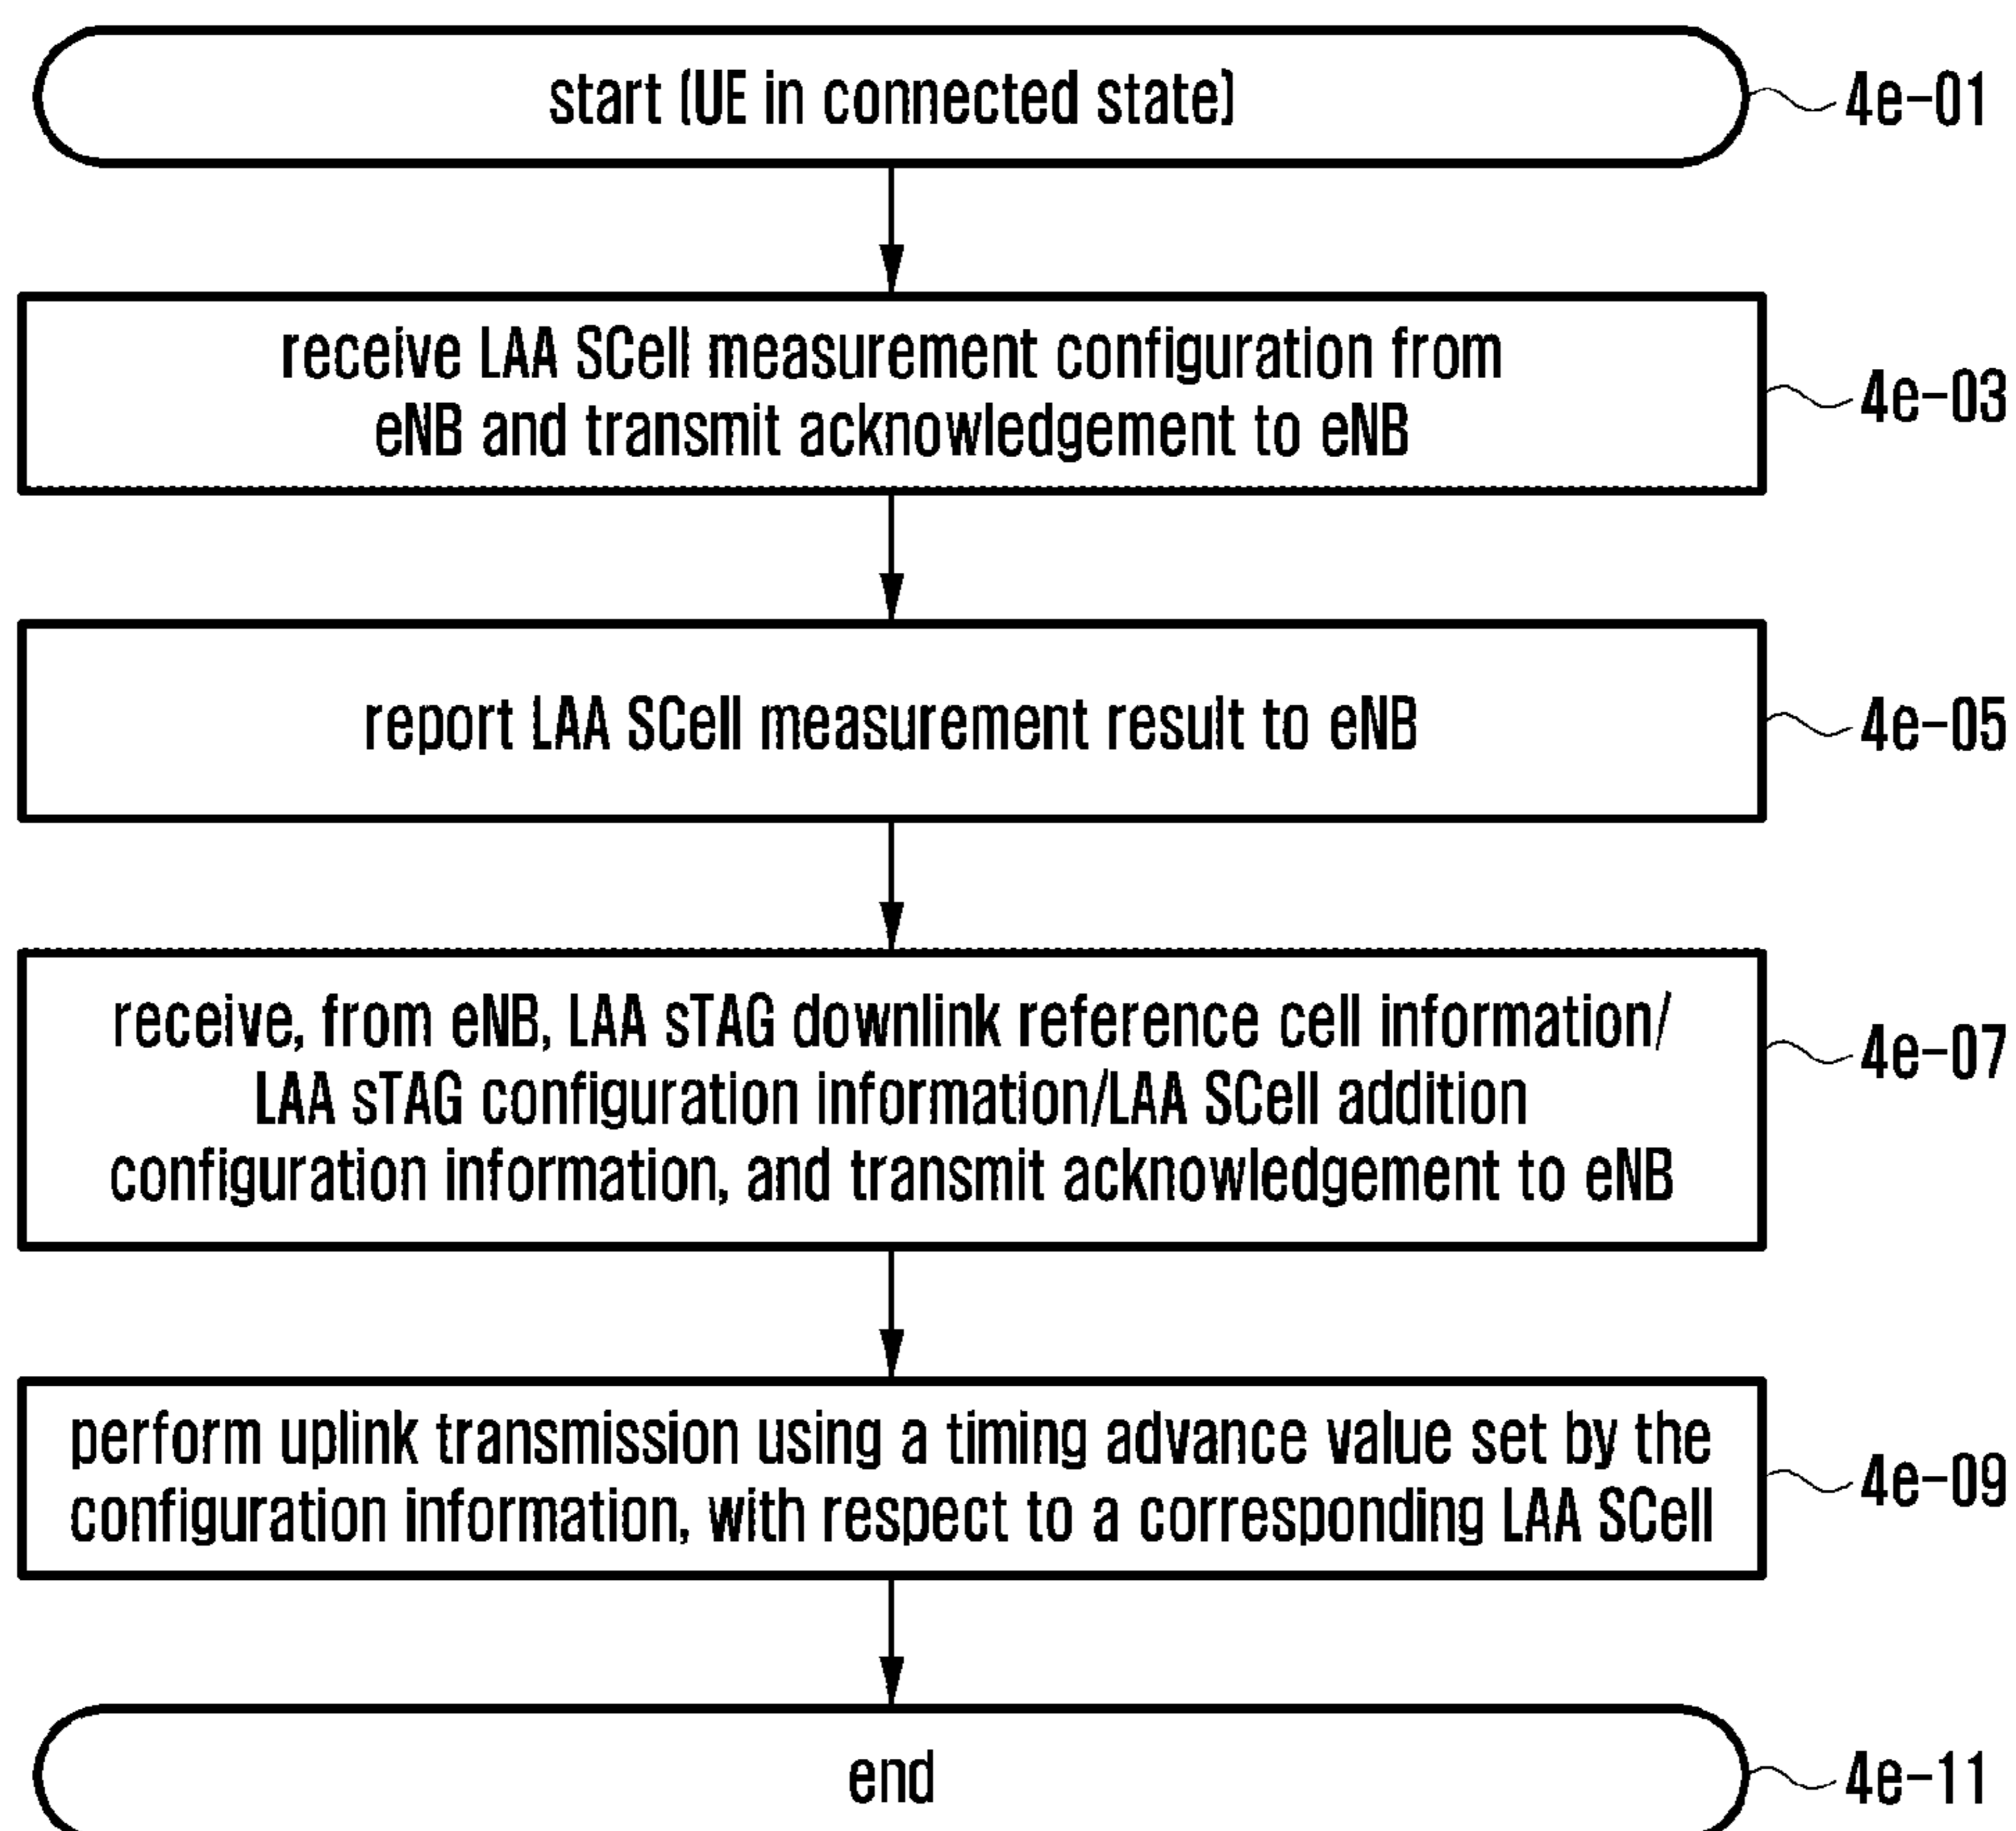 start (UE in connected state)
4e-01
receive LAA SCell measurement configuration from
eNB and transmit acknowledgement to eNB
4e-03
report LAA SCell measurement result to eNB
4e-05
receive, from eNB, LAA sTAG downlink reference cell information/
LAA sTAG configuration information/LAA SCell addition
configuration information, and transmit acknowledgement to eNB
4e-07
perform uplink transmission using a timing advance value set by the
configuration information, with respect to a corresponding LAA SCell
4e-09
end
4e-11